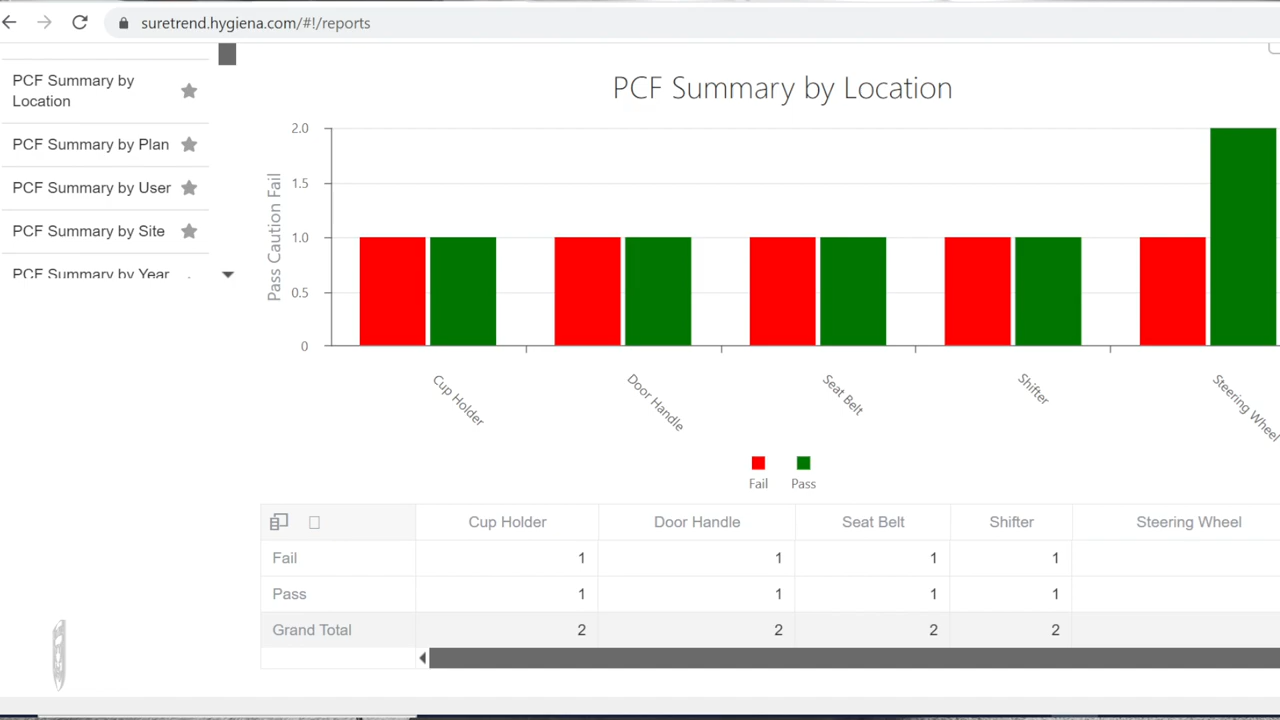 suretrend.hygiena.com/#!/reports
PCF Summary by
Location
PCF Summary by Plan
PCF Summary by User
PCF Summary by Site
PCF Summary by Year
PCF Summary by Location
Pass Caution Fail
2.0
1.5
1.0
0.5
0
Cup Holder
Door Handle
Seat Belt
Shifter
Steering Wheel
Fail
Pass
Cup Holder Door Handle Seat Belt Shifter Steering Wheel
Fail 1 1 1 1
Pass 1 1 1 1
Grand Total 2 2 2 2